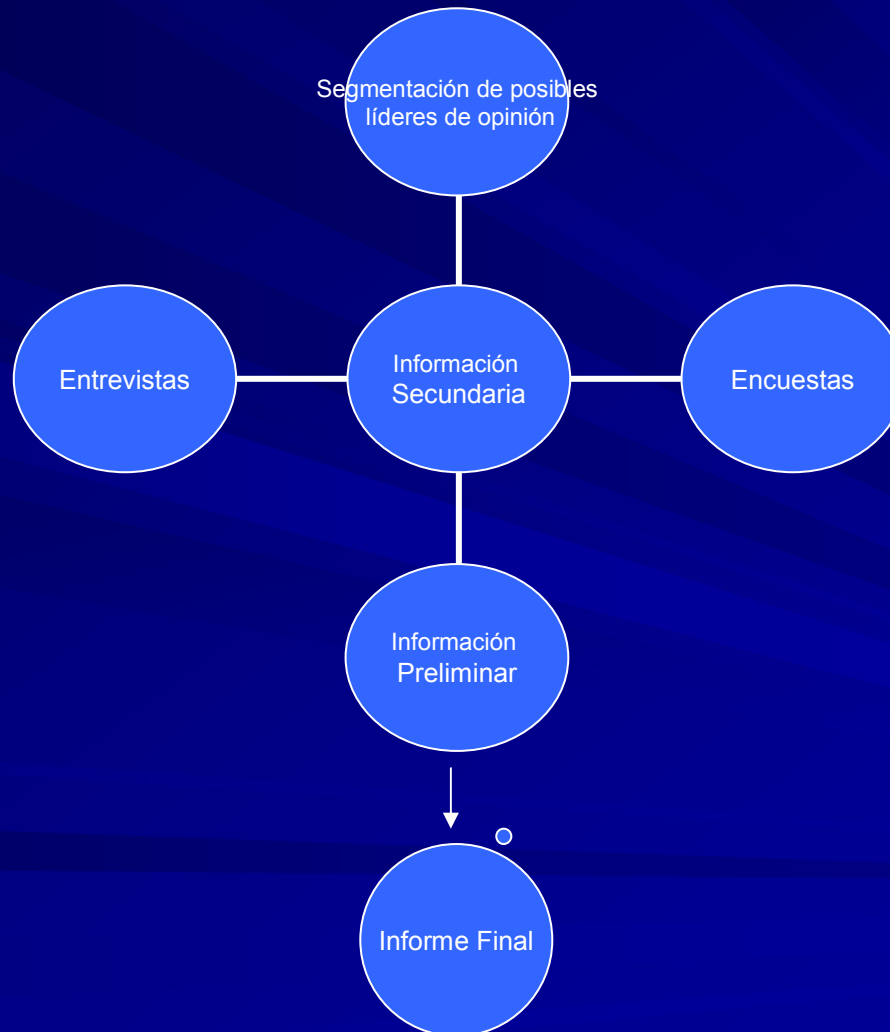 Segmentación de posibles
líderes de opinión
Entrevistas
Información
Secundaria
Encuestas
Información
Preliminar
Informe Final